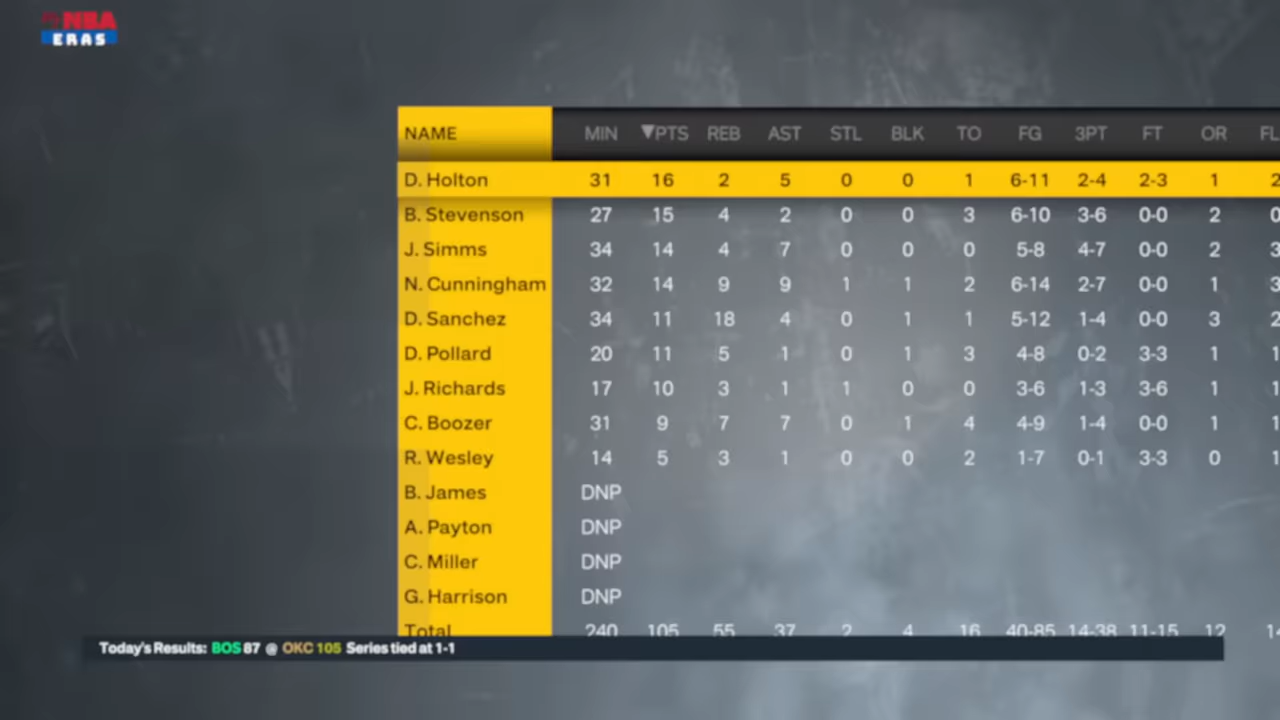 NBA
ERAS
NAME MIN ▼PTS REB AST STL BLK TO FG 3PT FT OR
D. Holton 31 16 2 5 0 0 1 6-11 2-4 2-3 1 2
B. Stevenson 27 15 4 2 0 0 3 6-10 3-6 0-0 2 0
J. Simms 34 14 4 7 0 0 0 5-8 4-7 0-0 2 3
N. Cunningham 32 14 9 9 1 1 2 6-14 2-7 0-0 1 3
D. Sanchez 34 11 18 4 0 1 1 5-12 1-4 0-0 3 2
D. Pollard 20 11 5 1 0 1 3 4-8 0-2 3-3 1 1
J. Richards 17 10 3 1 1 0 0 3-6 1-3 3-6 1 1
C. Boozer 31 9 7 7 0 1 4 4-9 1-4 0-0 1 1
R. Wesley 14 5 3 1 0 0 2 1-7 0-1 3-3 0 1
B. James DNP
A. Payton DNP
C. Miller DNP
G. Harrison DNP
Total 240 105 55 37 2 4 16 40-85 14-38 11-15 12
Today's Results: BOS 87 @ OKC 105 Series tied at 1-1